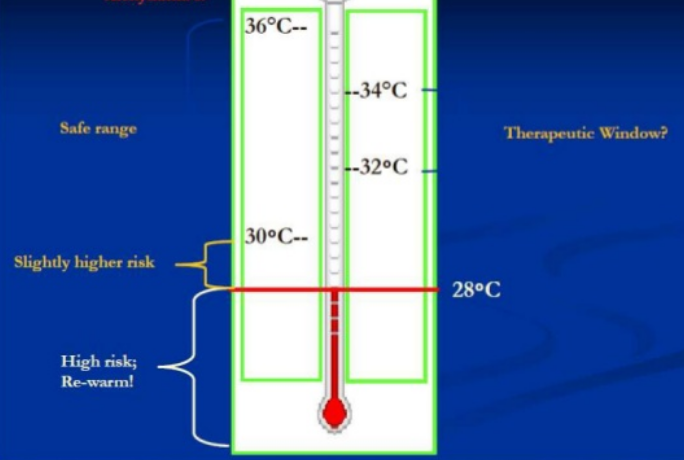 36°C--
--34°C
Safe range
Therapeutic Window?
--32°C
30°C--
Slightly higher risk
28°C
High risk;
Re-warm!